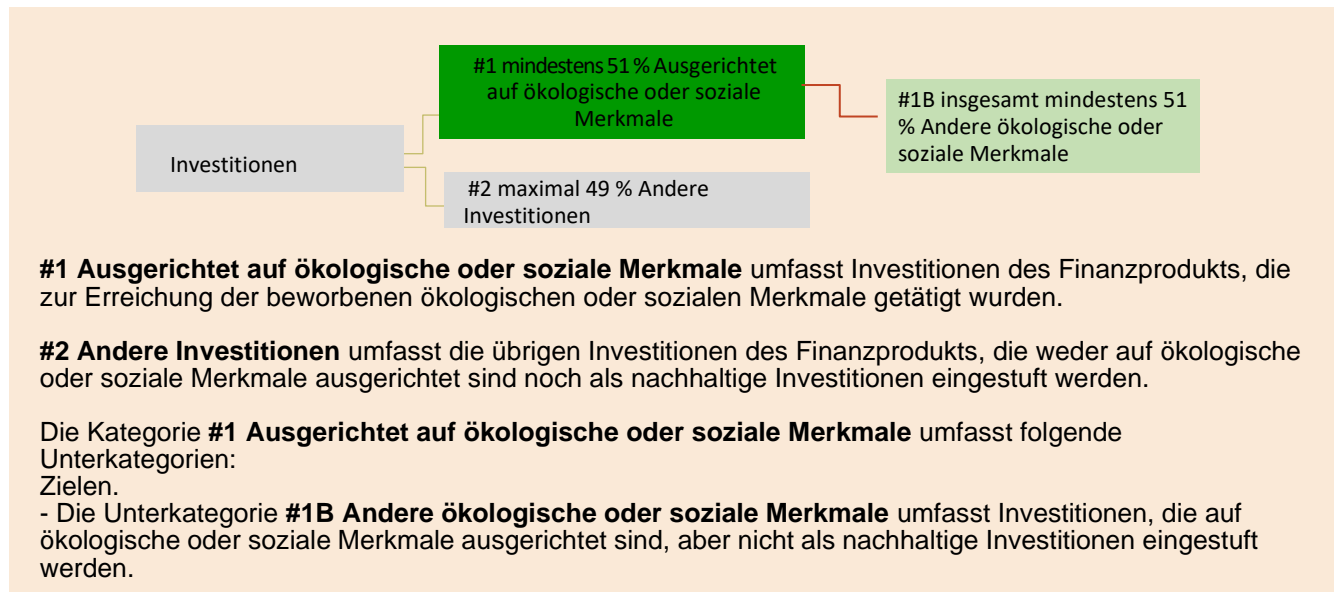 #1 mindestens 51 % Ausgerichtet
auf ökologische oder soziale
Merkmale
#1B insgesamt mindestens 51
% Andere ökologische oder
soziale Merkmale
Investitionen
#2 maximal 49 % Andere
Investitionen
#1 Ausgerichtet auf ökologische oder soziale Merkmale umfasst Investitionen des Finanzprodukts, die
zur Erreichung der beworbenen ökologischen oder sozialen Merkmale getätigt wurden.
#2 Andere Investitionen umfasst die übrigen Investitionen des Finanzprodukts, die weder auf ökologische
oder soziale Merkmale ausgerichtet sind noch als nachhaltige Investitionen eingestuft werden.
Die Kategorie #1 Ausgerichtet auf ökologische oder soziale Merkmale umfasst folgende
Unterkategorien:
Zielen.
- Die Unterkategorie #1B Andere ökologische oder soziale Merkmale umfasst Investitionen, die auf
ökologische oder soziale Merkmale ausgerichtet sind, aber nicht als nachhaltige Investitionen eingestuft
werden.